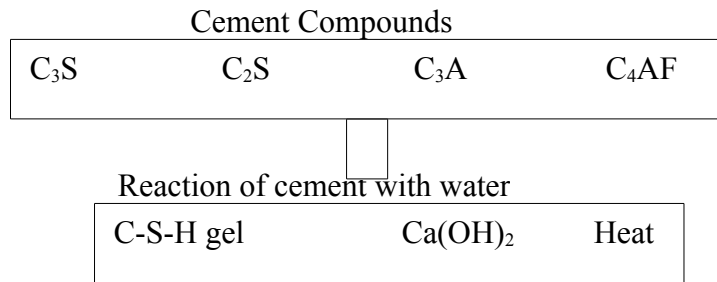 Cement Compounds
C₃S C₂S C₃A C₄AF
Reaction of cement with water
C-S-H gel Ca(OH)₂ Heat